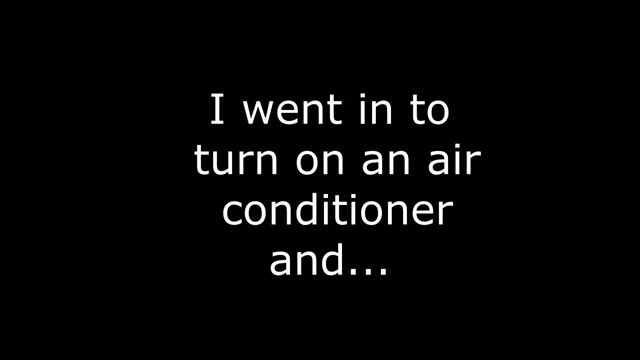 I went in to
turn on an air
conditioner
and...